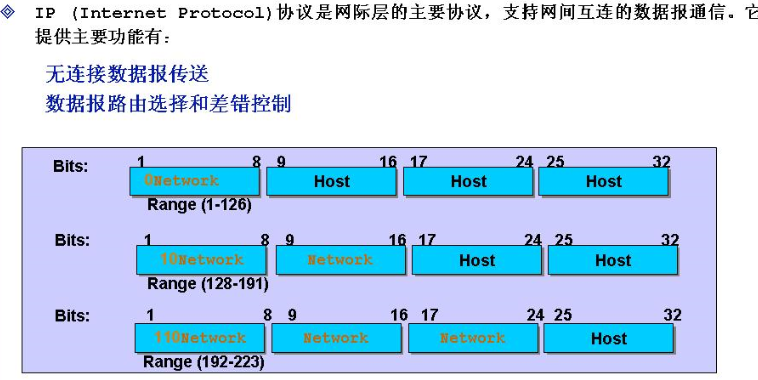 IP (Internet Protocol)协议是网际层的主要协议，支持网间互连的数据报通信。它
提供主要功能有：
无连接数据报传送
数据报路由选择和差错控制
Bits: 1 8 9 16 17 24 25 32
0Network Host Host Host
Range (1-126)
Bits: 1 8 9 16 17 24 25 32
10Network Network Host Host
Range (128-191)
Bits: 1 8 9 16 17 24 25 32
110Network Network Network Host
Range (192-223)